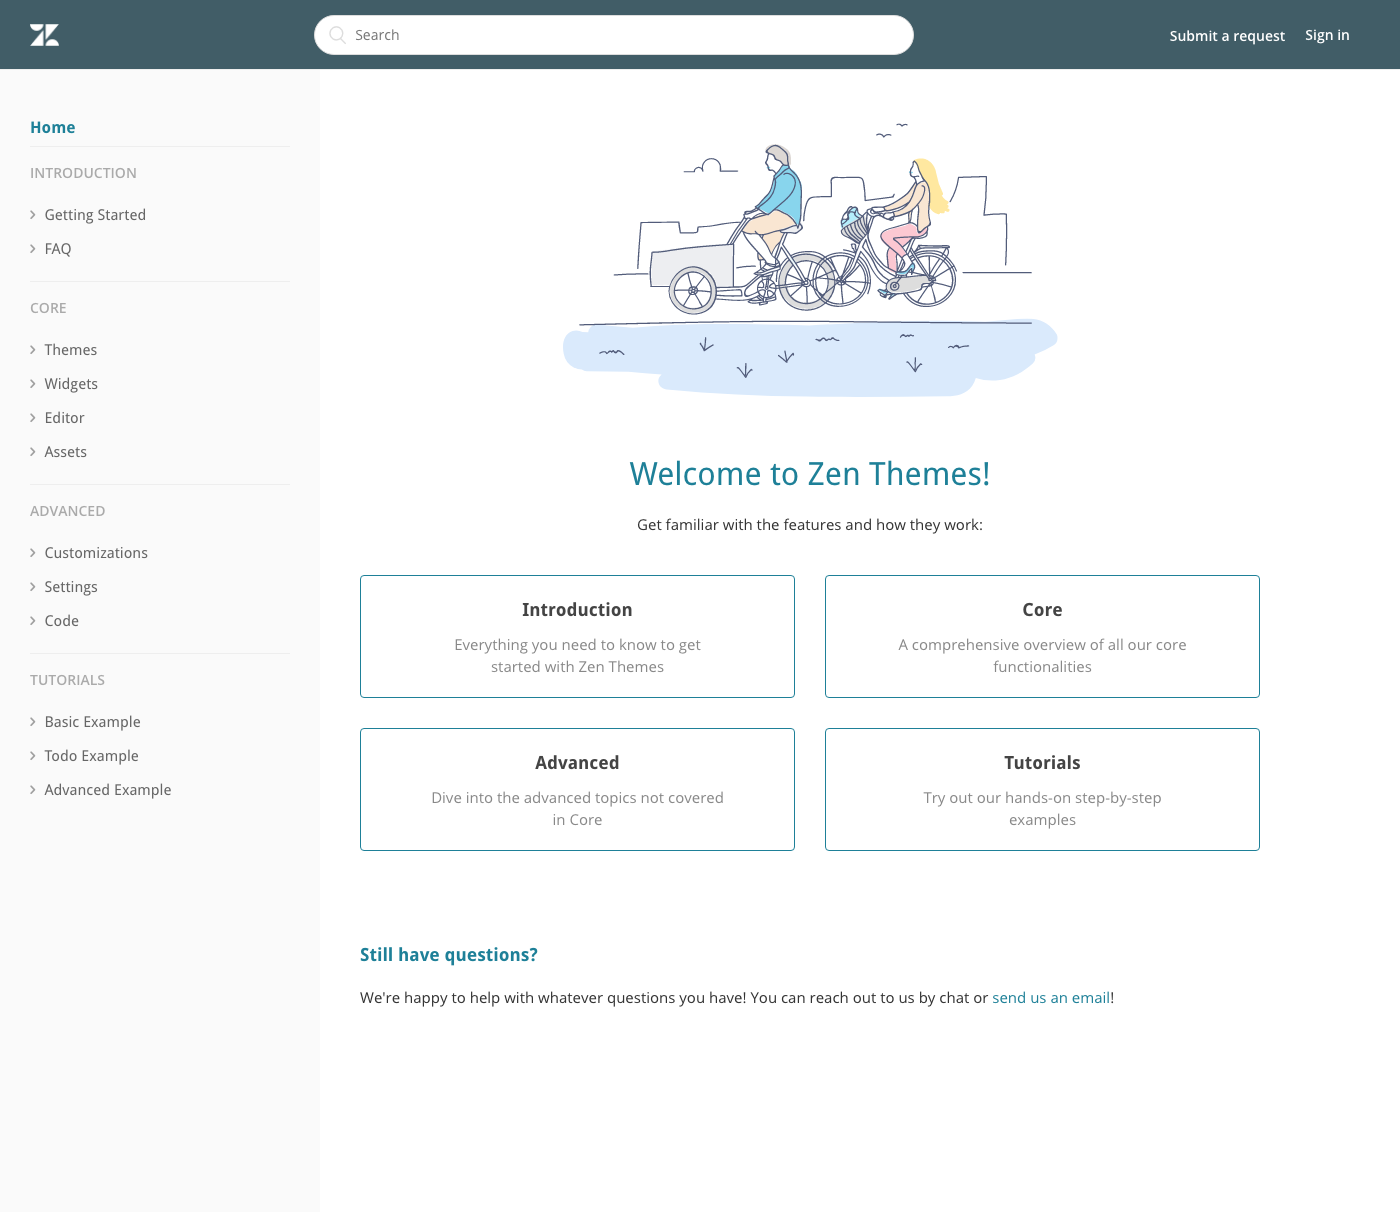 Search
Submit a request
Sign in
Home
INTRODUCTION
Getting Started
FAQ
CORE
Themes
Widgets
Editor
Assets
ADVANCED
Customizations
Settings
Code
TUTORIALS
Basic Example
Todo Example
Advanced Example
Welcome to Zen Themes!
Get familiar with the features and how they work:
Introduction
Everything you need to know to get
started with Zen Themes
Core
A comprehensive overview of all our core
functionalities
Advanced
Dive into the advanced topics not covered
in Core
Tutorials
Try out our hands-on step-by-step
examples
Still have questions?
We're happy to help with whatever questions you have! You can reach out to us by chat or send us an email!